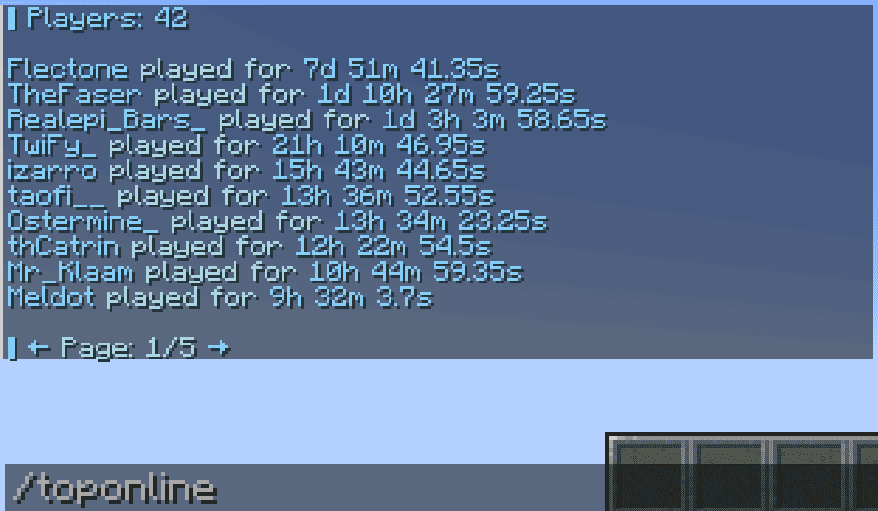 Players: 42
Flectone played for 7d 51m 41.35s
TheFaser played for 1d 10h 27m 59.25s
Realepi_Bars_ played for 1d 3h 3m 58.65s
TwiFy_ played for 21h 10m 46.95s
izarro played for 15h 43m 44.65s
taofi__ played for 13h 36m 52.55s
Ostermine_ played for 13h 34m 23.25s
thCatrin played for 12h 22m 54.5s
Mr_Klaam played for 10h 44m 59.35s
Meldot played for 9h 32m 3.7s
← Page: 1/5 →
/toponline